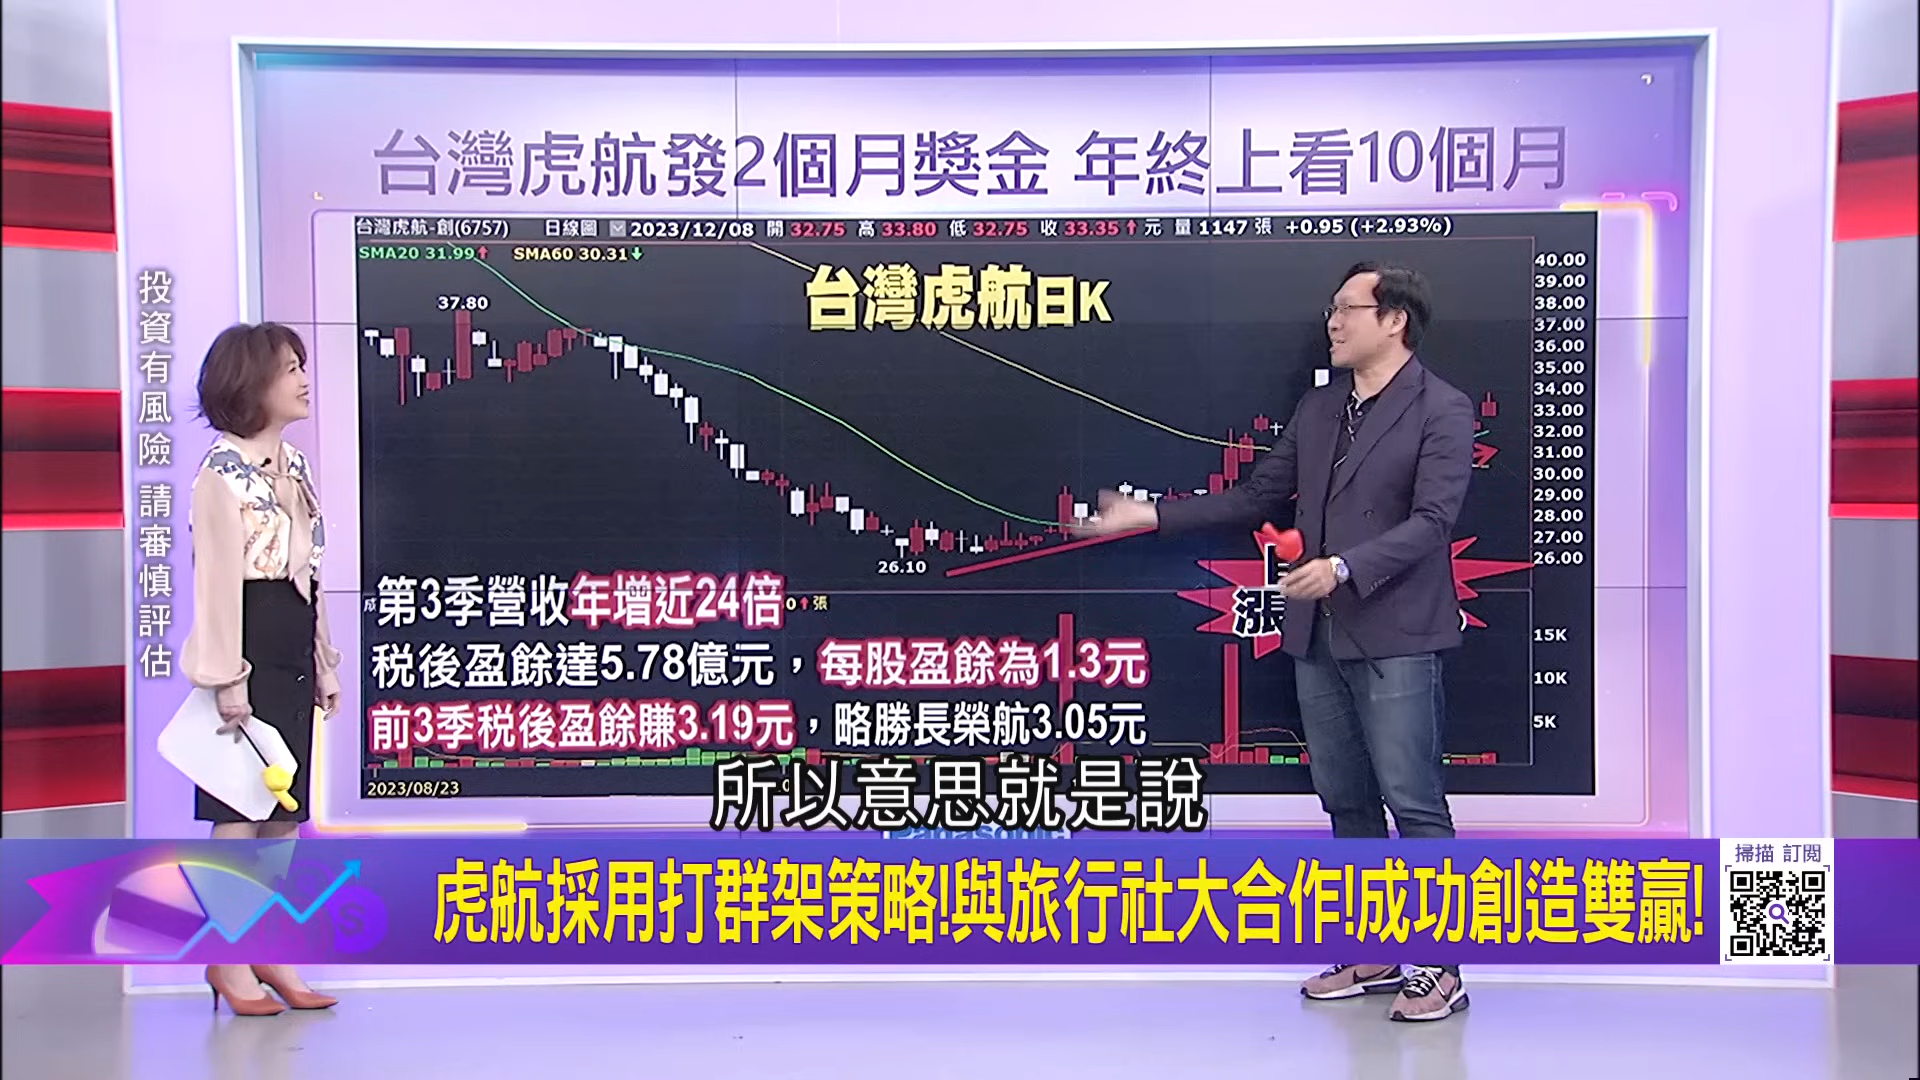 台灣虎航發2個月獎金 年終上看10個月
台灣虎航-創(6757) 日線圖 2023/12/08 開 32.75 高 33.80 低 32.75 收 33.35↑ 元 量 1147 張 +0.95 (+2.93%)
SMA20 31.99↑ SMA60 30.31↓
台灣虎航日K
37.80
26.10
40.00
39.00
38.00
37.00
36.00
35.00
34.00
33.00
32.00
31.00
30.00
29.00
28.00
27.00
26.00
15K
10K
5K
漲
成
0↑張
第3季營收年增近24倍
税後盈餘達5.78億元，每股盈餘為1.3元
前3季税後盈餘賺3.19元，略勝長榮航3.05元
2023/08/23
投資有風險 請審慎評估
所以意思就是說
Panasonic
虎航採用打群架策略!與旅行社大合作!成功創造雙贏!
掃描 訂閱